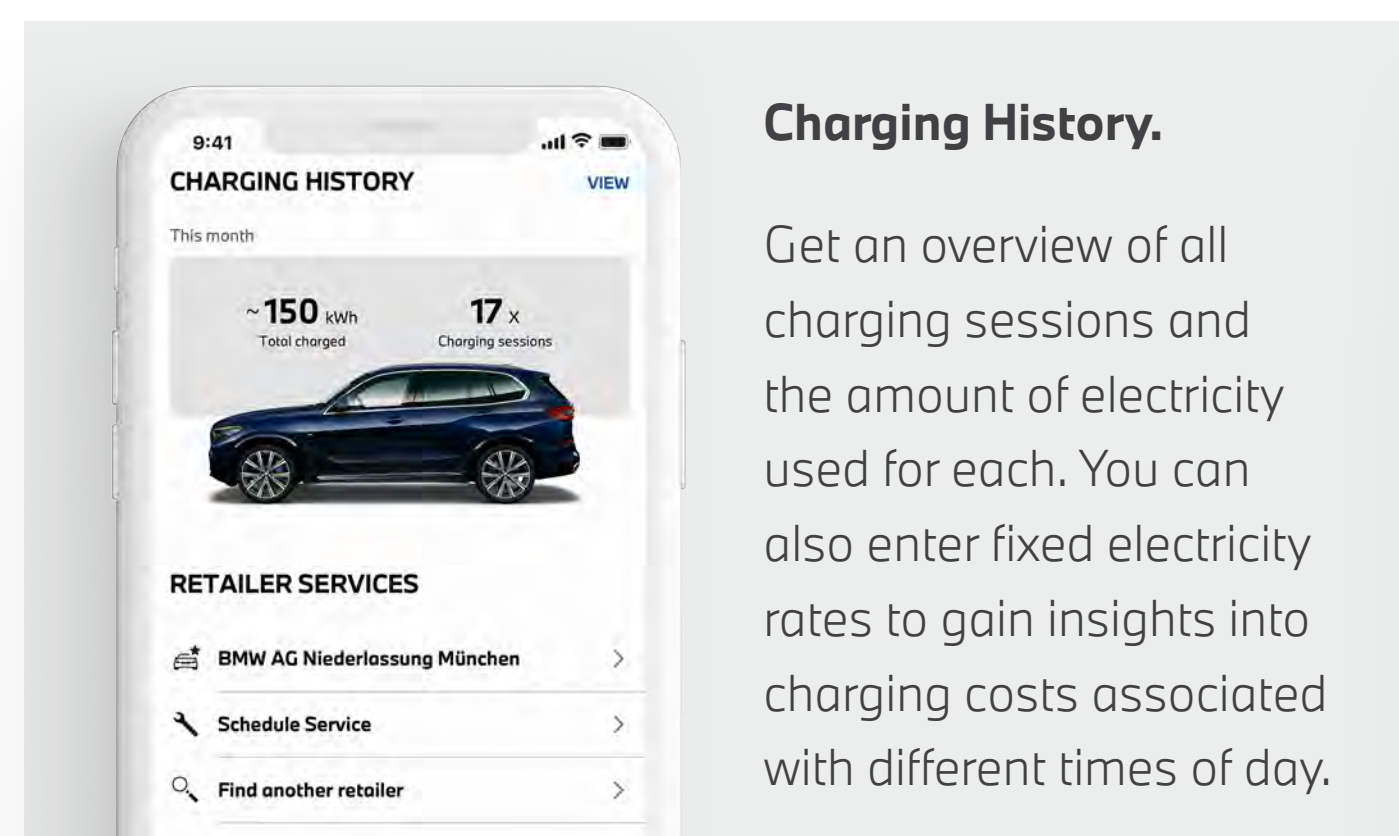 9:41
CHARGING HISTORY
VIEW
This month
~ 150 kWh
Total charged
17 x
Charging sessions
RETAILER SERVICES
BMW AG Niederlassung München
Schedule Service
Find another retailer
Charging History.
Get an overview of all
charging sessions and
the amount of electricity
used for each. You can
also enter fixed electricity
rates to gain insights into
charging costs associated
with different times of day.